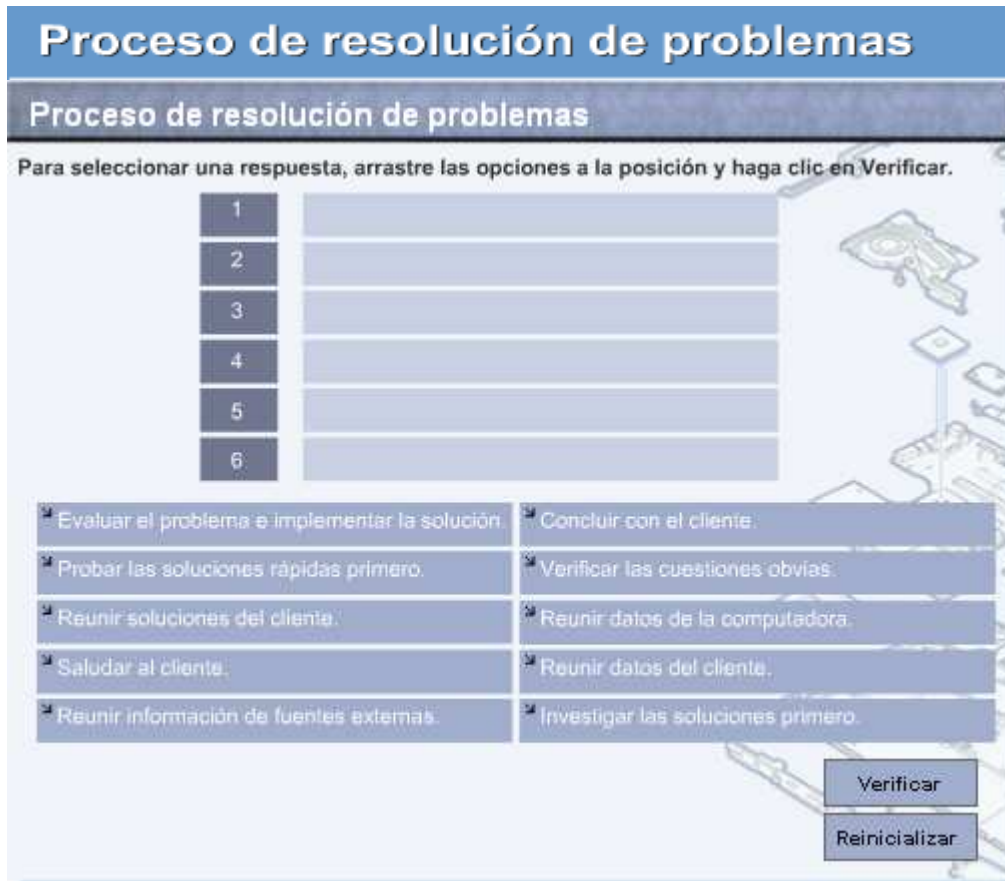 Proceso de resolución de problemas
Proceso de resolución de problemas
Para seleccionar una respuesta, arrastre las opciones a la posición y haga clic en Verificar.
1
2
3
4
5
6
Evaluar el problema e implementar la solución.
Concluir con el cliente.
Probar las soluciones rápidas primero.
Verificar las cuestiones obvias.
Reunir soluciones del cliente.
Reunir datos de la computadora.
Saludar al cliente.
Reunir datos del cliente.
Reunir información de fuentes externas.
Investigar las soluciones primero.
Verificar
Reinicializar